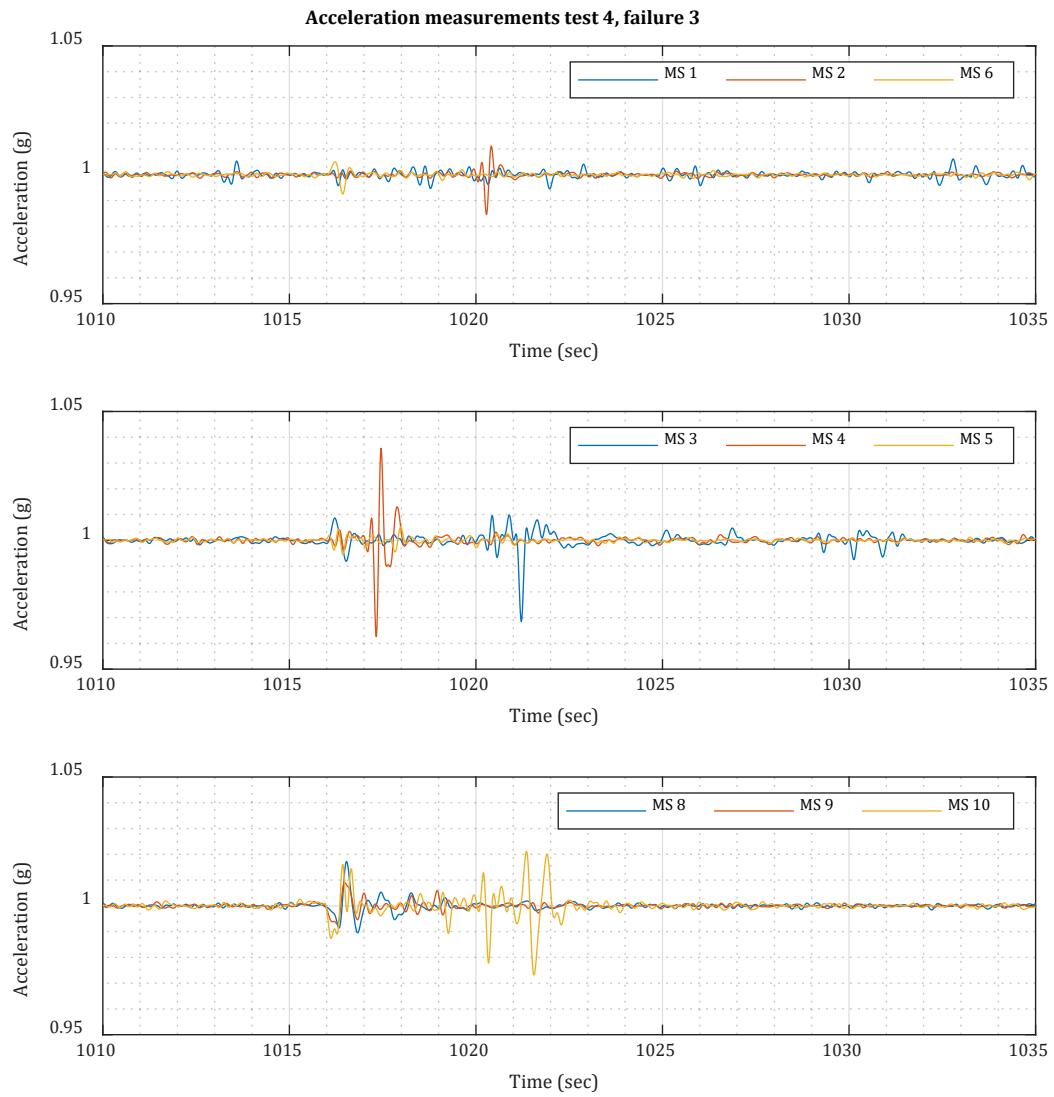 Acceleration measurements test 4, failure 3
1.05
MS 1 MS 2 MS 6
Acceleration (g)
1
0.95
1010 1015 1020 1025 1030 1035
Time (sec)
1.05
MS 3 MS 4 MS 5
Acceleration (g)
1
0.95
1010 1015 1020 1025 1030 1035
Time (sec)
1.05
MS 8 MS 9 MS 10
Acceleration (g)
1
0.95
1010 1015 1020 1025 1030 1035
Time (sec)